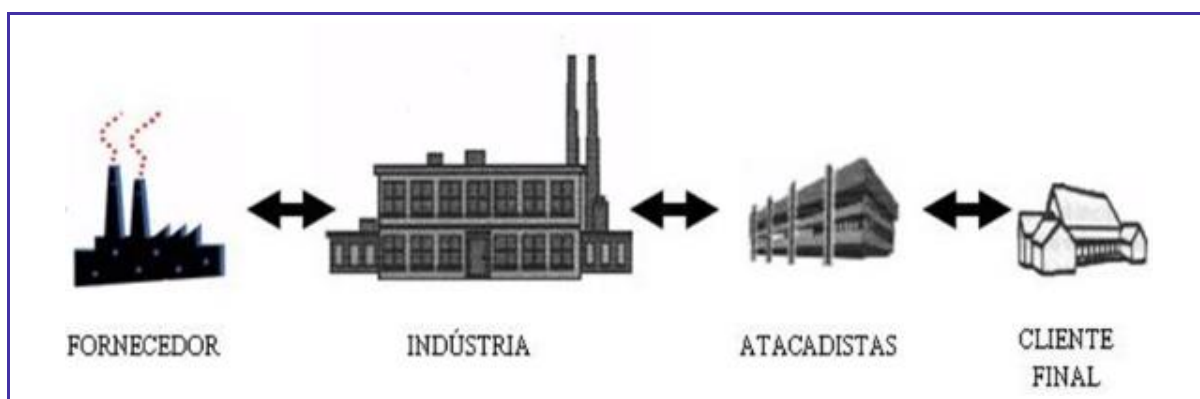 FORNECEDOR
INDÚSTRIA
ATACADISTAS
CLIENTE
FINAL